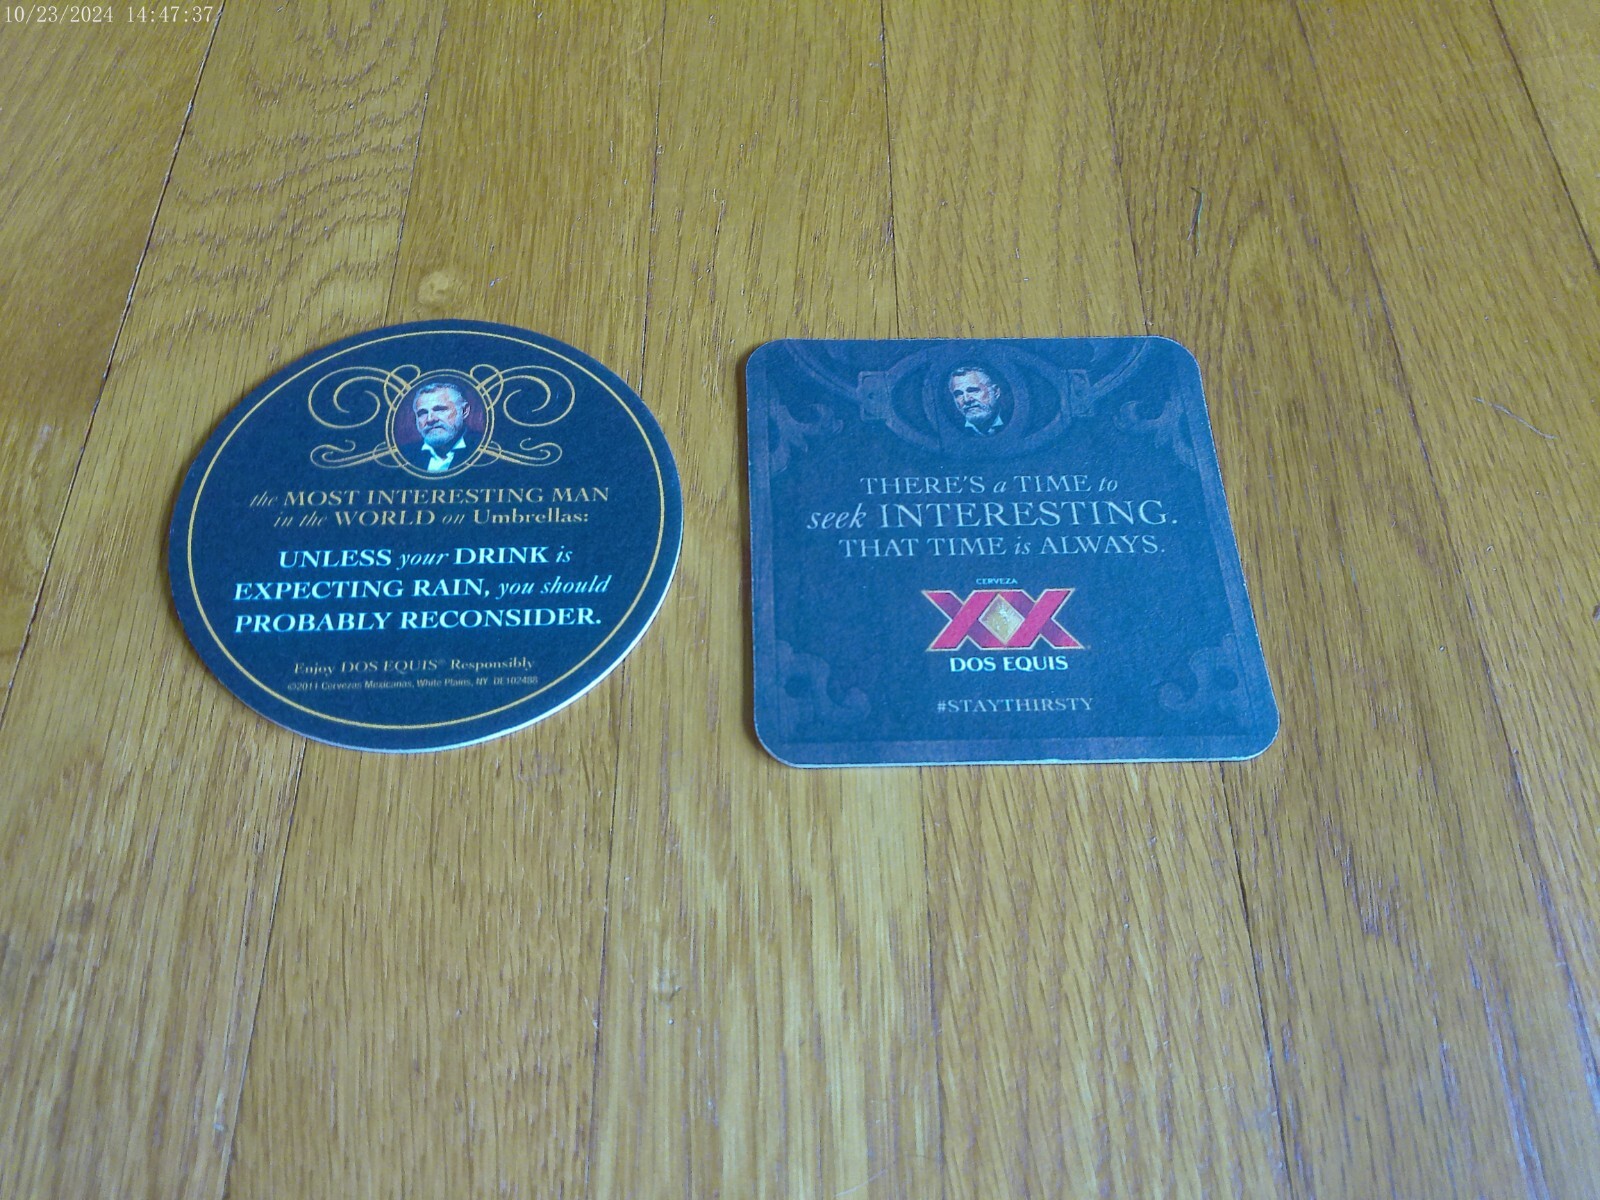 10/23/2024 14:47:37
the MOST INTERESTING MAN
in the WORLD on Umbrellas:
UNLESS your DRINK is
EXPECTING RAIN, you should
PROBABLY RECONSIDER.
Enjoy DOS EQUIS® Responsibly
©2011 Cervezas Mexicanas, White Plains, NY DE102488
THERE'S a TIME to
seek INTERESTING.
THAT TIME is ALWAYS.
CERVEZA
XX
DOS EQUIS
#STAYTHIRSTY